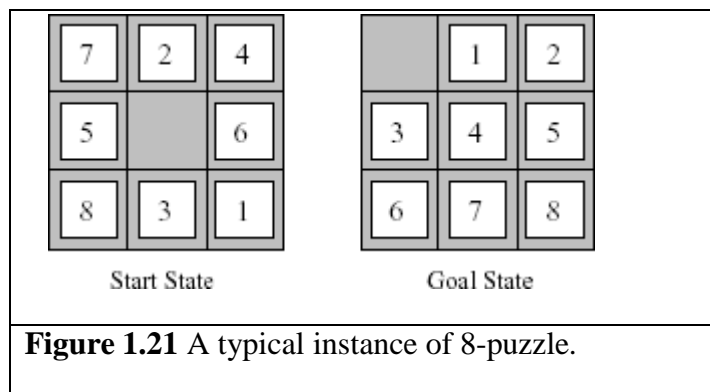 7 2 4 1 2
5 6 3 4 5
8 3 1 6 7 8
Start State Goal State
Figure 1.21 A typical instance of 8-puzzle.